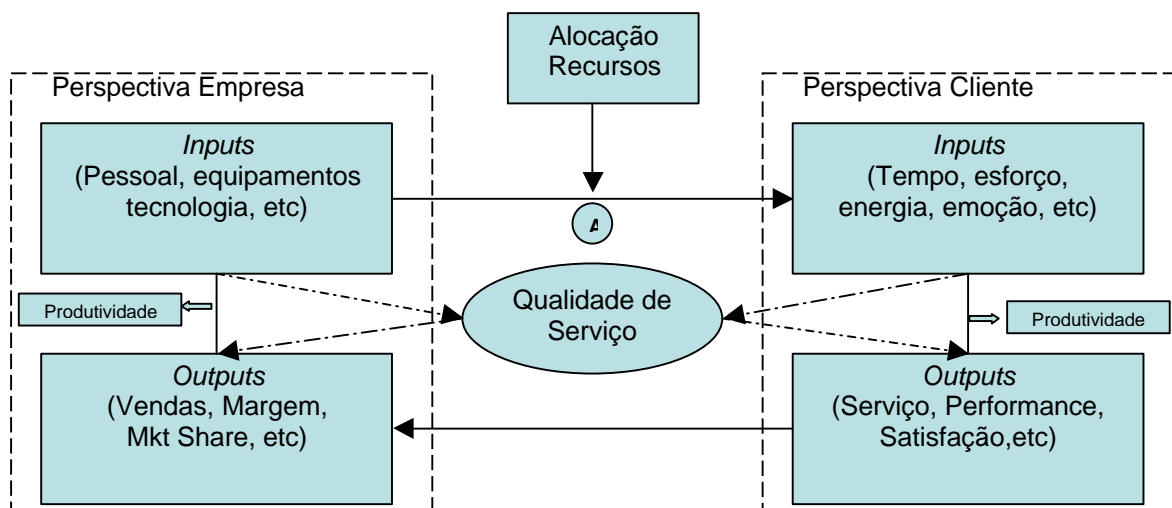 Alocação
Recursos
Perspectiva Empresa
Inputs
(Pessoal, equipamentos
tecnologia, etc)
Produtividade
Outputs
(Vendas, Margem,
Mkt Share, etc)
A
Qualidade de
Serviço
Perspectiva Cliente
Inputs
(Tempo, esforço,
energia, emoção, etc)
Produtividade
Outputs
(Serviço, Performance,
Satisfação,etc)